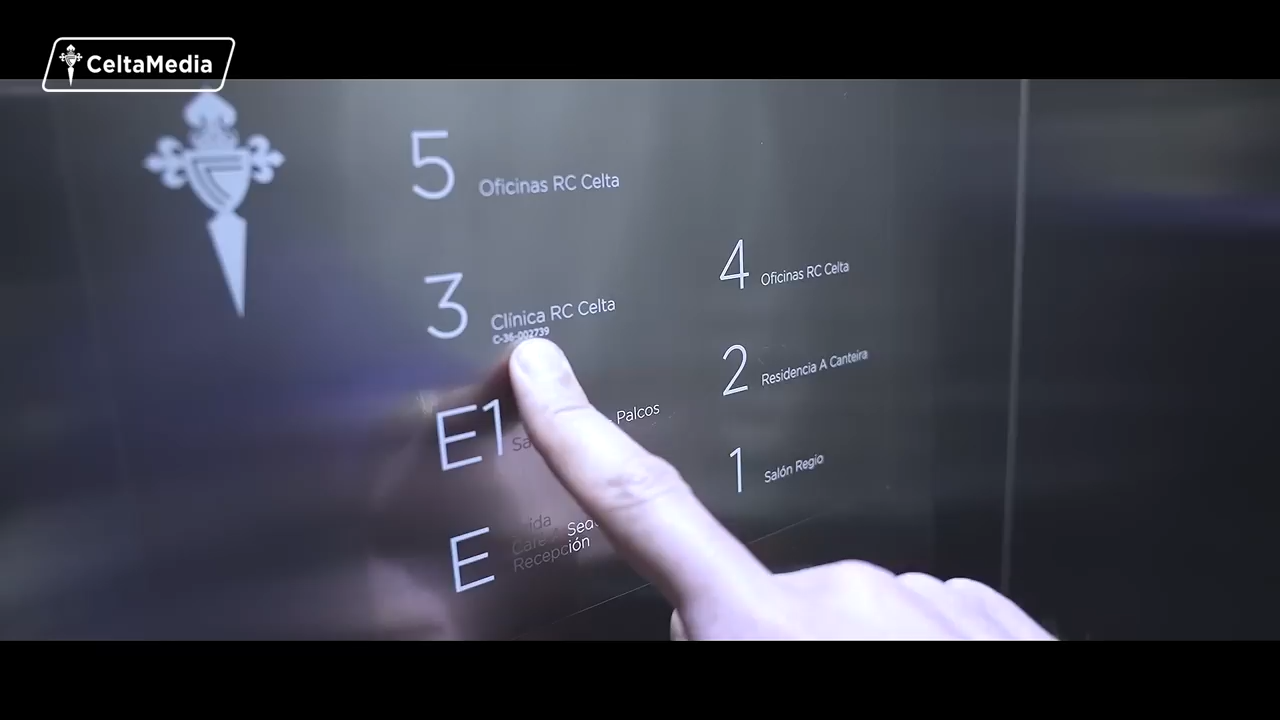 CeltaMedia
5
Oficinas RC Celta
3
Clínica RC Celta
C-36-002739
E1
Palcos
E
Recepción
4
Oficinas RC Celta
2
Residencia A Canteira
1
Salón Regio